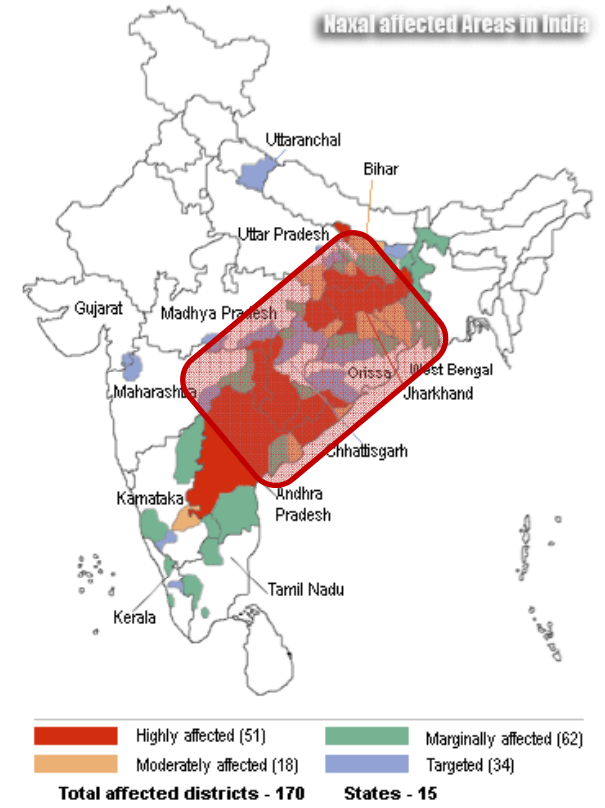 Naxal affected Areas in India
Uttaranchal
Bihar
Uttar Pradesh
Gujarat
Madhya Pradesh
Orissa
West Bengal
Jharkhand
Maharashtra
Chhattisgarh
Karnataka
Andhra
Pradesh
Tamil Nadu
Kerala
Highly affected (51)
Marginally affected (62)
Moderately affected (18)
Targeted (34)
Total affected districts - 170 States - 15